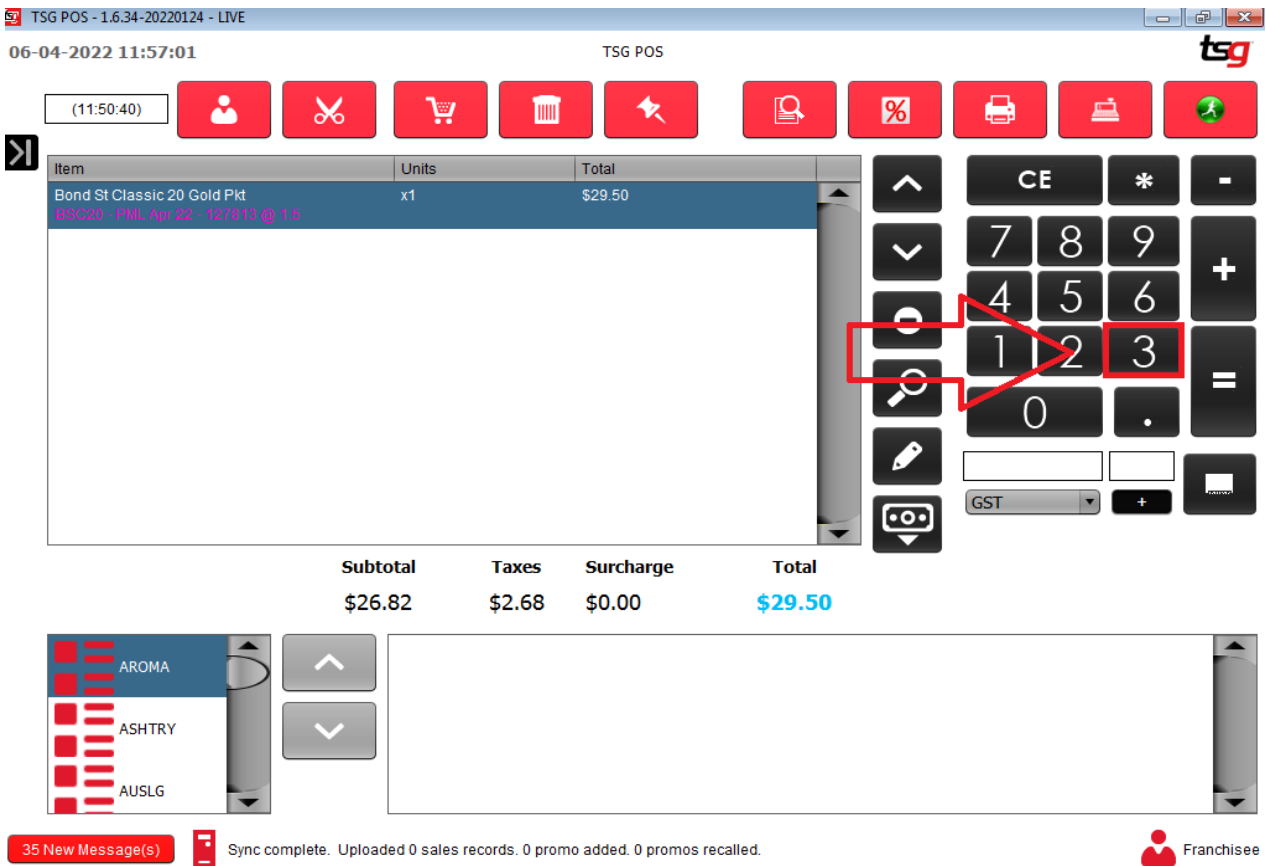 TSG POS - 1.6.34-20220124 - LIVE
06-04-2022 11:57:01
TSG POS
tsg
(11:50:40)
%
Item Units Total
Bond St Classic 20 Gold Pkt x1 $29.50
BSC20 - PML Apr 22 - 127813 @ 1.5
CE * -
7 8 9 +
4 5 6
1 2 3 =
0 .
GST +
Subtotal Taxes Surcharge Total
$26.82 $2.68 $0.00 $29.50
AROMA
ASHTRY
AUSLG
35 New Message(s)
Sync complete. Uploaded 0 sales records. 0 promo added. 0 promos recalled.
Franchisee